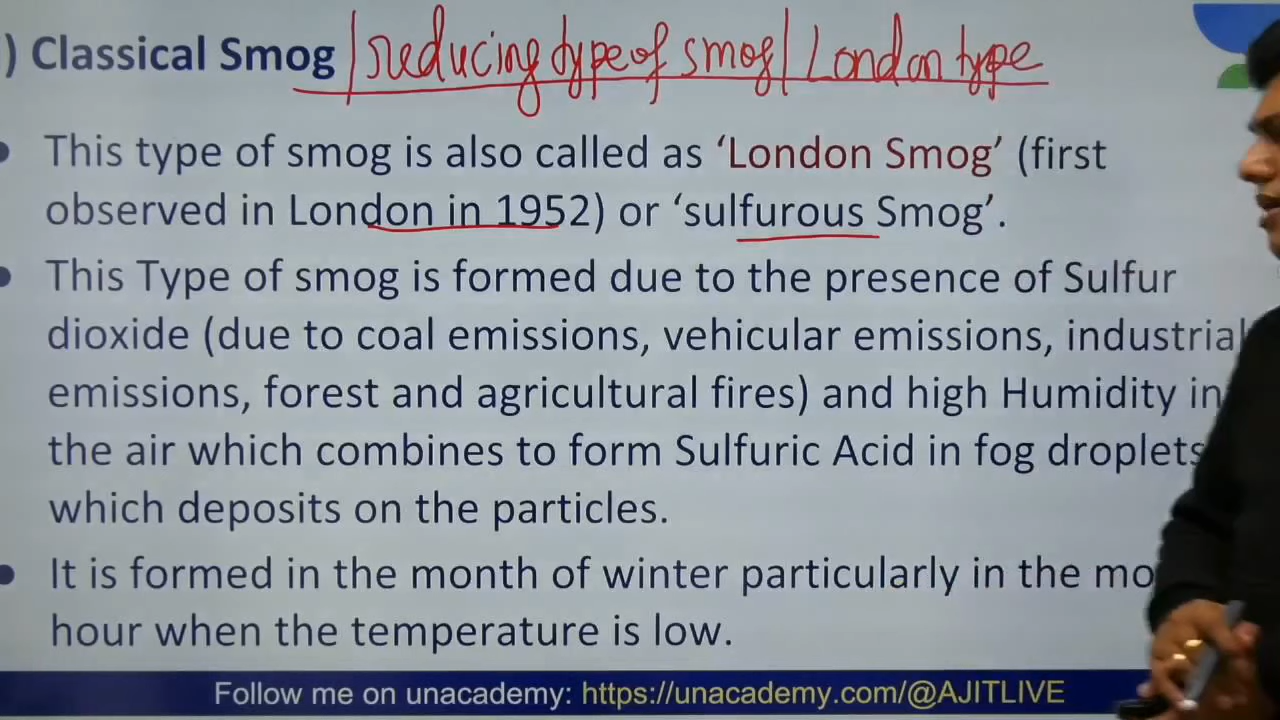 ) Classical Smog / reducing type of smog / London type
This type of smog is also called as ‘London Smog’ (first
observed in London in 1952) or ‘sulfurous Smog’.
This Type of smog is formed due to the presence of Sulfur
dioxide (due to coal emissions, vehicular emissions, industrial
emissions, forest and agricultural fires) and high Humidity in
the air which combines to form Sulfuric Acid in fog droplets
which deposits on the particles.
It is formed in the month of winter particularly in the mo
hour when the temperature is low.
Follow me on unacademy: https://unacademy.com/@AJITLIVE